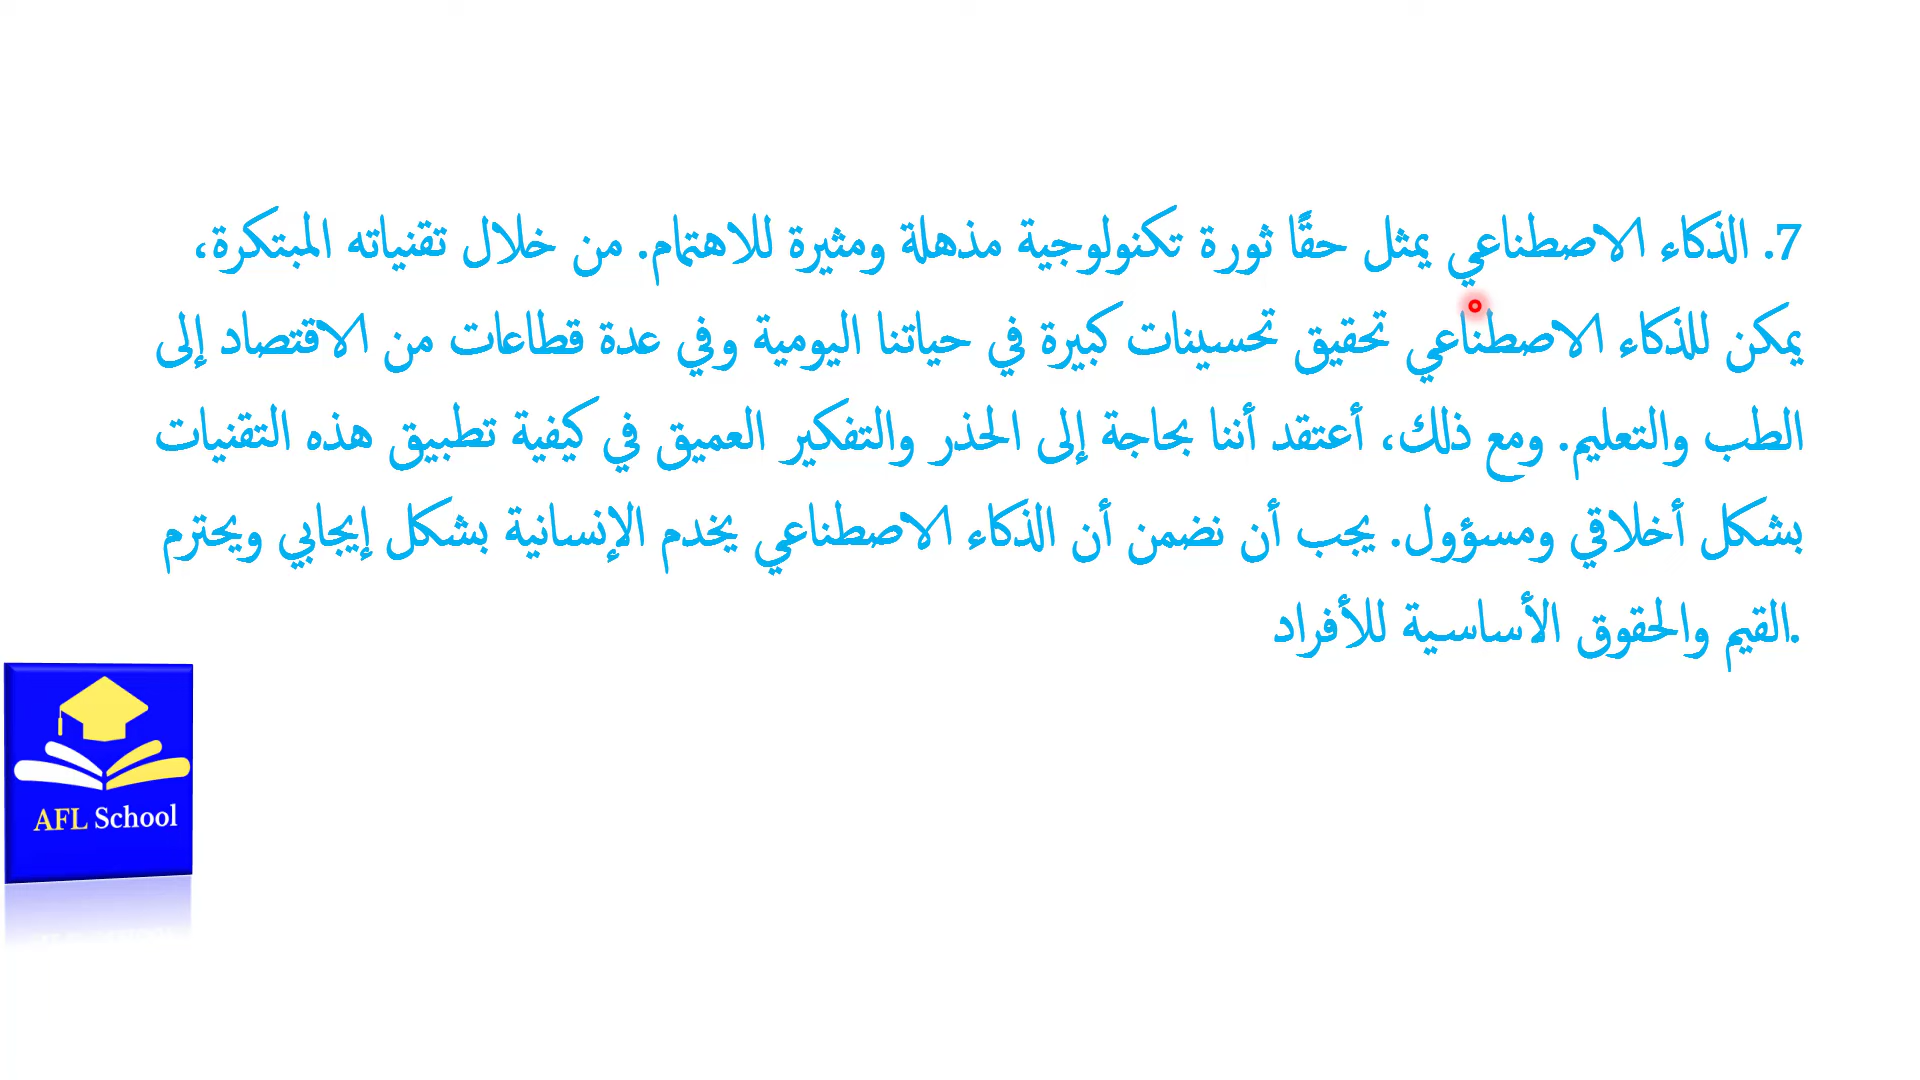 7. الذكاء الاصطناعي يمثل حقًا ثورة تكنولوجية مذهلة ومثيرة للاهتمام. من خلال تقنياته المبتكرة،
يمكن للذكاء الاصطناعي تحقيق تحسينات كبيرة في حياتنا اليومية وفي عدة قطاعات من الاقتصاد إلى
الطب والتعليم. ومع ذلك، أعتقد أننا بحاجة إلى الحذر والتفكير العميق في كيفية تطبيق هذه التقنيات
بشكل أخلاقي ومسؤول. يجب أن نضمن أن الذكاء الاصطناعي يخدم الإنسانية بشكل إيجابي ويحترم
.القيم والحقوق الأساسية للأفراد
AFL School